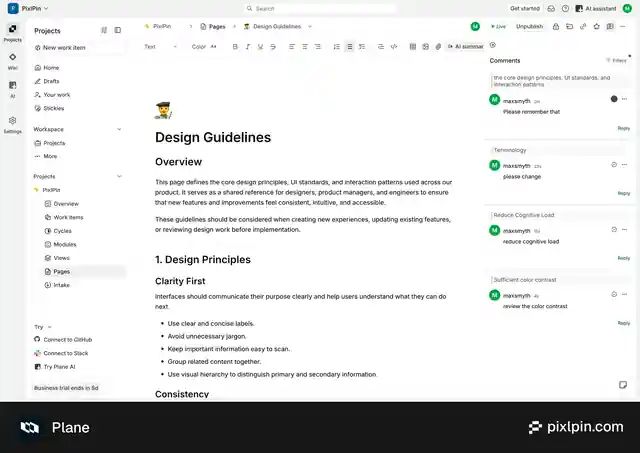 PixlPin
Search
Get started
AI assistant
M
Projects
Wiki
AI
Settings
Projects
New work item
Home
Drafts
Your work
Stickies
Workspace
Projects
More
Projects
PixlPin
Overview
Work items
Cycles
Modules
Views
Pages
Intake
Try
Connect to GitHub
Connect to Slack
Try Plane AI
Business trial ends in 5d
PixlPin > Pages > Design Guidelines
M
Live
Unpublish
Text
Color Aa
B I U S
AI summar
Design Guidelines
Overview
This page defines the core design principles, UI standards, and interaction patterns used across our
product. It serves as a shared reference for designers, product managers, and engineers to ensure
that new features and improvements feel consistent, intuitive, and accessible.
These guidelines should be considered when creating new experiences, updating existing features,
or reviewing design work before implementation.
1. Design Principles
Clarity First
Interfaces should communicate their purpose clearly and help users understand what they can do
next.
• Use clear and concise labels.
• Avoid unnecessary jargon.
• Keep important information easy to scan.
• Group related content together.
• Use visual hierarchy to distinguish primary and secondary information.
Consistency
Comments
Filters
the core design principles, UI standards, and
interaction patterns
M
maxsmyth
Please remember that
Reply
Terminology
M
maxsmyth
please change
Reply
Reduce Cognitive Load
M
maxsmyth
reduce cognitive load
Reply
Sufficient color contrast
M
maxsmyth
review the color contrast
Reply
Plane
pixlpin.com